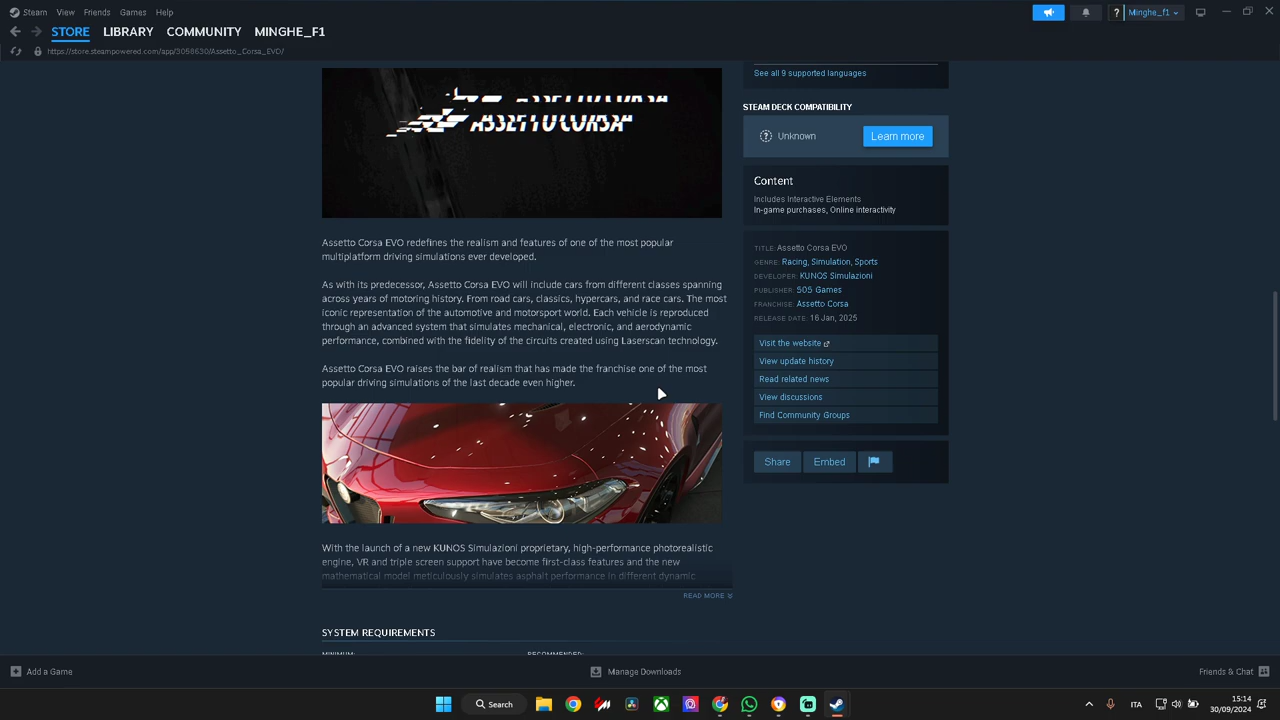 Steam View Friends Games Help
? Minghe_f1
STORE LIBRARY COMMUNITY MINGHE_F1
https://store.steampowered.com/app/3058630/Assetto_Corsa_EVO/
See all 9 supported languages
ASSETTO CORSA
ASSETTO CORSA
STEAM DECK COMPATIBILITY
Unknown
Learn more
Content
Includes Interactive Elements
In-game purchases, Online interactivity
Assetto Corsa EVO redefines the realism and features of one of the most popular
multiplatform driving simulations ever developed.
As with its predecessor, Assetto Corsa EVO will include cars from different classes spanning
across years of motoring history. From road cars, classics, hypercars, and race cars. The most
iconic representation of the automotive and motorsport world. Each vehicle is reproduced
through an advanced system that simulates mechanical, electronic, and aerodynamic
performance, combined with the fidelity of the circuits created using Laserscan technology.
Assetto Corsa EVO raises the bar of realism that has made the franchise one of the most
popular driving simulations of the last decade even higher.
TITLE: Assetto Corsa EVO
GENRE: Racing, Simulation, Sports
DEVELOPER: KUNOS Simulazioni
PUBLISHER: 505 Games
FRANCHISE: Assetto Corsa
RELEASE DATE: 16 Jan, 2025
Visit the website
View update history
Read related news
View discussions
Find Community Groups
Share Embed
With the launch of a new KUNOS Simulazioni proprietary, high-performance photorealistic
engine, VR and triple screen support have become first-class features and the new
mathematical model meticulously simulates asphalt performance in different dynamic
READ MORE
SYSTEM REQUIREMENTS
MINIMUM: RECOMMENDED:
Add a Game Manage Downloads Friends & Chat
Search
ITA
15:14
30/09/2024